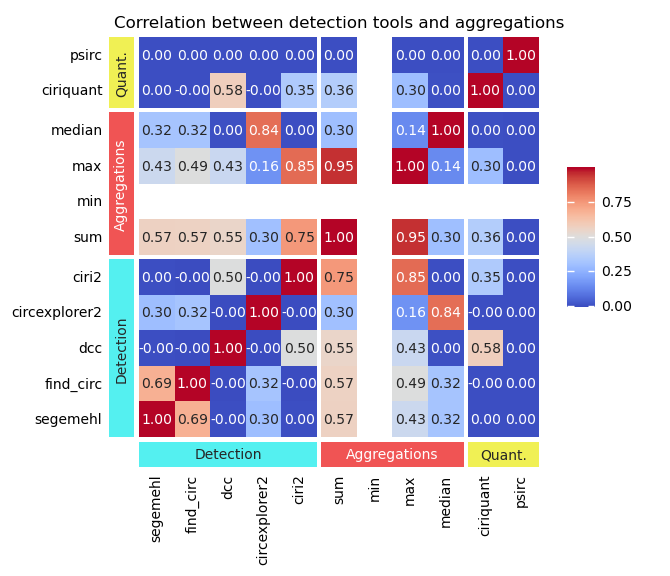 Correlation between detection tools and aggregations
psirc 0.00 0.00 0.00 0.00 0.00 0.00 0.00 0.00 0.00 1.00
ciriquant 0.00 -0.00 0.58 -0.00 0.35 0.36 0.30 0.00 1.00 0.00
Quant.
median 0.32 0.32 0.00 0.84 0.00 0.30 0.14 1.00 0.00 0.00
max 0.43 0.49 0.43 0.16 0.85 0.95 1.00 0.14 0.30 0.00
min
sum 0.57 0.57 0.55 0.30 0.75 1.00 0.95 0.30 0.36 0.00
Aggregations
ciri2 0.00 -0.00 0.50 -0.00 1.00 0.75 0.85 0.00 0.35 0.00
circexplorer2 0.30 0.32 -0.00 1.00 -0.00 0.30 0.16 0.84 -0.00 0.00
dcc -0.00 -0.00 1.00 -0.00 0.50 0.55 0.43 0.00 0.58 0.00
find_circ 0.69 1.00 -0.00 0.32 -0.00 0.57 0.49 0.32 -0.00 0.00
segemehl 1.00 0.69 -0.00 0.30 0.00 0.57 0.43 0.32 0.00 0.00
Detection
Detection Aggregations Quant.
segemehl
find_circ
dcc
circexplorer2
ciri2
sum
min
max
median
ciriquant
psirc
0.75
0.50
0.25
0.00